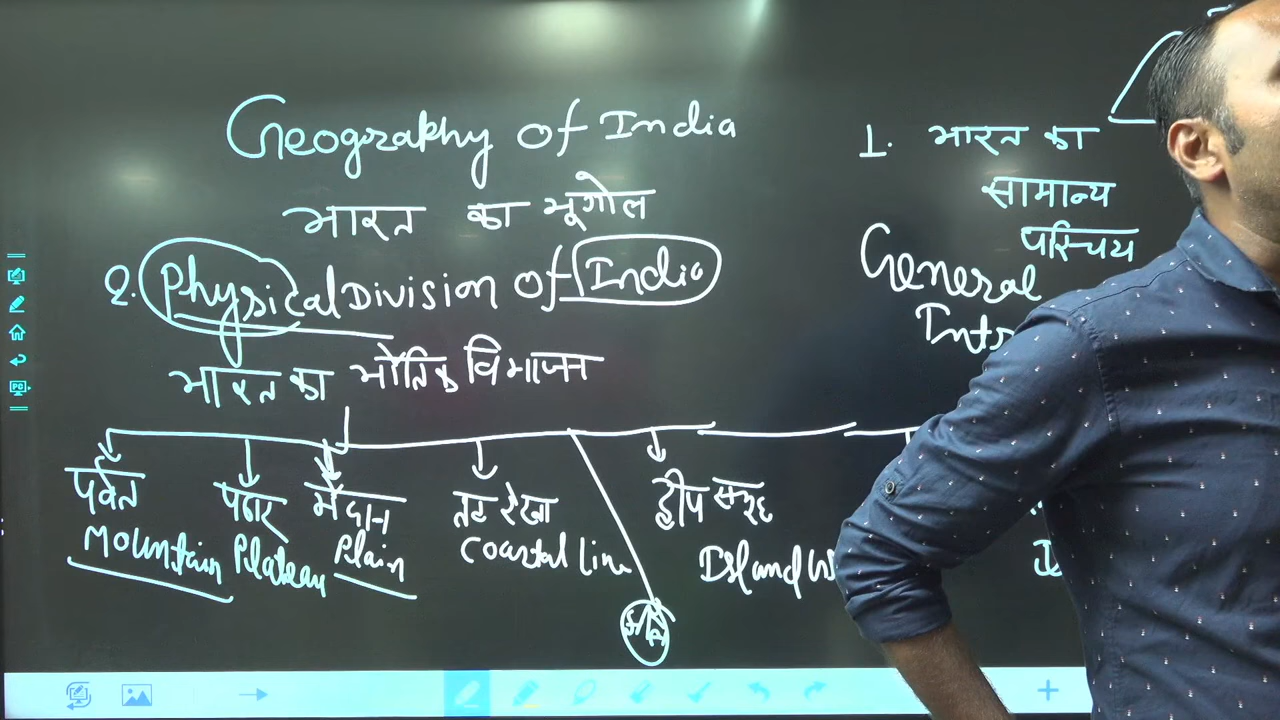 Geography of India
भारत का भूगोल
2. Physical Division of India
भारत का भौतिक विभाजन
पर्वत
Mountain
पठार
Plateau
मैदान
Plain
तट रेखा
Coastal Line
द्वीप समूह
Island
1. भारत का
सामान्य
परिचय
General